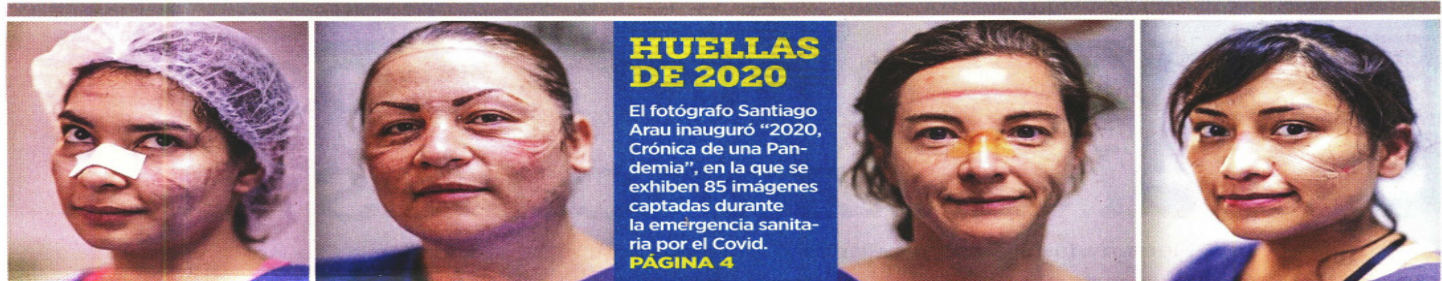 HUELLAS
DE 2020
El fotógrafo Santiago
Arau inauguró “2020,
Crónica de una Pan-
demia”, en la que se
exhiben 85 imágenes
captadas durante
la emergencia sanita-
ria por el Covid.
PÁGINA 4